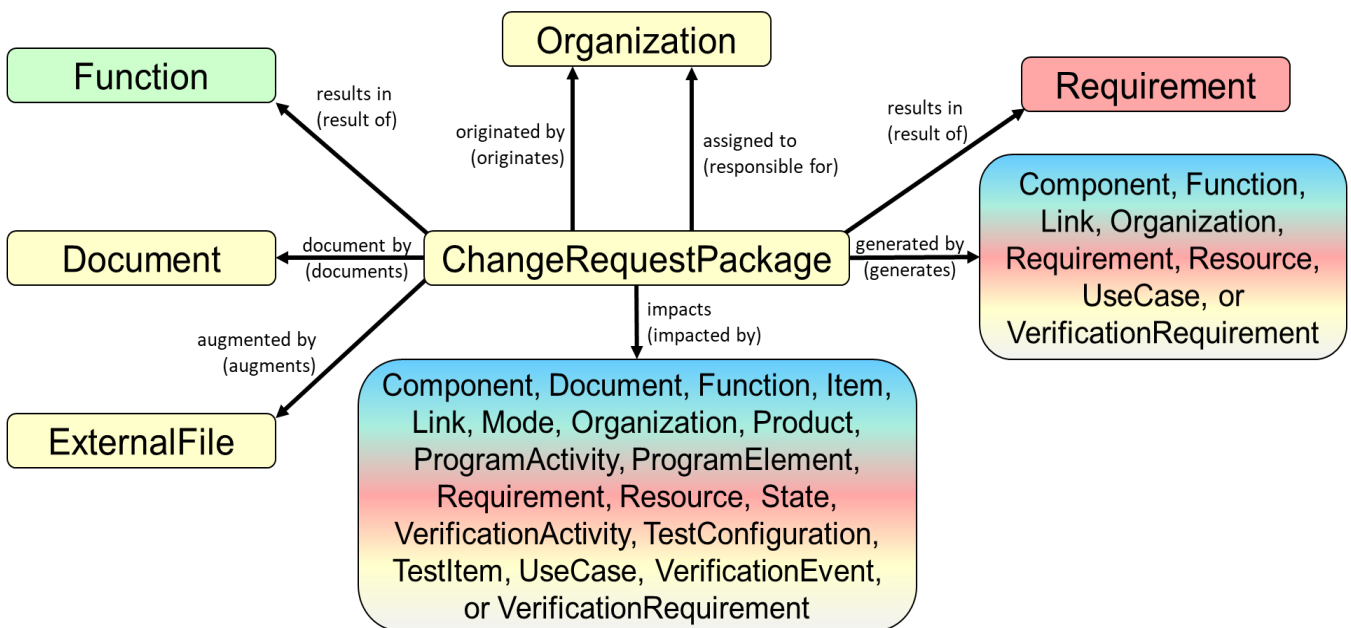 Organization
Function
Requirement
results in
(result of)
originated by
(originates)
assigned to
(responsible for)
results in
(result of)
Component, Function,
Link, Organization,
Requirement, Resource,
UseCase, or
VerificationRequirement
Document
document by
(documents)
ChangeRequestPackage
generated by
(generates)
impacts
(impacted by)
augmented by
(augments)
ExternalFile
Component, Document, Function, Item,
Link, Mode, Organization, Product,
ProgramActivity, ProgramElement,
Requirement, Resource, State,
VerificationActivity, TestConfiguration,
TestItem, UseCase, VerificationEvent,
or VerificationRequirement